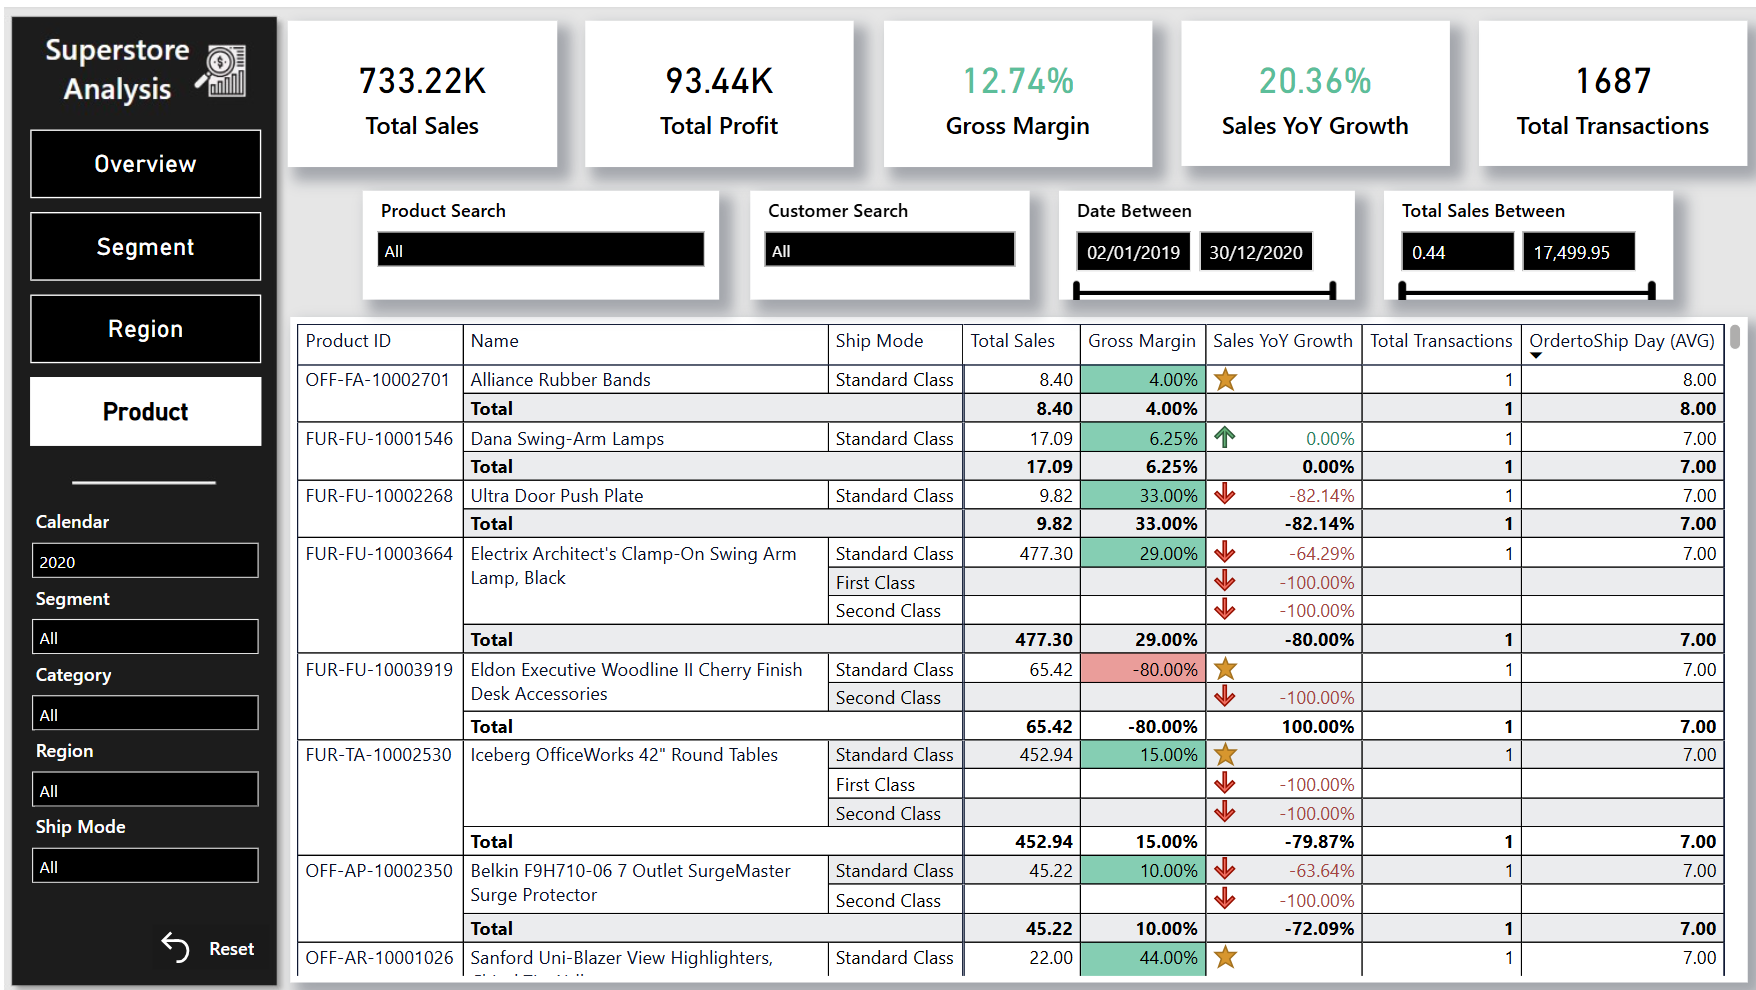 Superstore
Analysis
Overview
Segment
Region
Product
Calendar
2020
Segment
All
Category
All
Region
All
Ship Mode
All
Reset
733.22K
Total Sales
93.44K
Total Profit
12.74%
Gross Margin
20.36%
Sales YoY Growth
1687
Total Transactions
Product Search
All
Customer Search
All
Date Between
02/01/2019 30/12/2020
Total Sales Between
0.44 17,499.95
Product ID Name Ship Mode Total Sales Gross Margin Sales YoY Growth Total Transactions OrdertoShip Day (AVG)
OFF-FA-10002701 Alliance Rubber Bands Standard Class 8.40 4.00% 1 8.00
Total 8.40 4.00% 1 8.00
FUR-FU-10001546 Dana Swing-Arm Lamps Standard Class 17.09 6.25% 0.00% 1 7.00
Total 17.09 6.25% 0.00% 1 7.00
FUR-FU-10002268 Ultra Door Push Plate Standard Class 9.82 33.00% -82.14% 1 7.00
Total 9.82 33.00% -82.14% 1 7.00
FUR-FU-10003664 Electrix Architect's Clamp-On Swing Arm Standard Class 477.30 29.00% -64.29% 1 7.00
Lamp, Black First Class -100.00%
Second Class -100.00%
Total 477.30 29.00% -80.00% 1 7.00
FUR-FU-10003919 Eldon Executive Woodline II Cherry Finish Standard Class 65.42 -80.00% 1 7.00
Desk Accessories Second Class -100.00%
Total 65.42 -80.00% 100.00% 1 7.00
FUR-TA-10002530 Iceberg OfficeWorks 42" Round Tables Standard Class 452.94 15.00% 1 7.00
First Class -100.00%
Second Class -100.00%
Total 452.94 15.00% -79.87% 1 7.00
OFF-AP-10002350 Belkin F9H710-06 7 Outlet SurgeMaster Standard Class 45.22 10.00% -63.64% 1 7.00
Surge Protector Second Class -100.00%
Total 45.22 10.00% -72.09% 1 7.00
OFF-AR-10001026 Sanford Uni-Blazer View Highlighters, Standard Class 22.00 44.00% 1 7.00